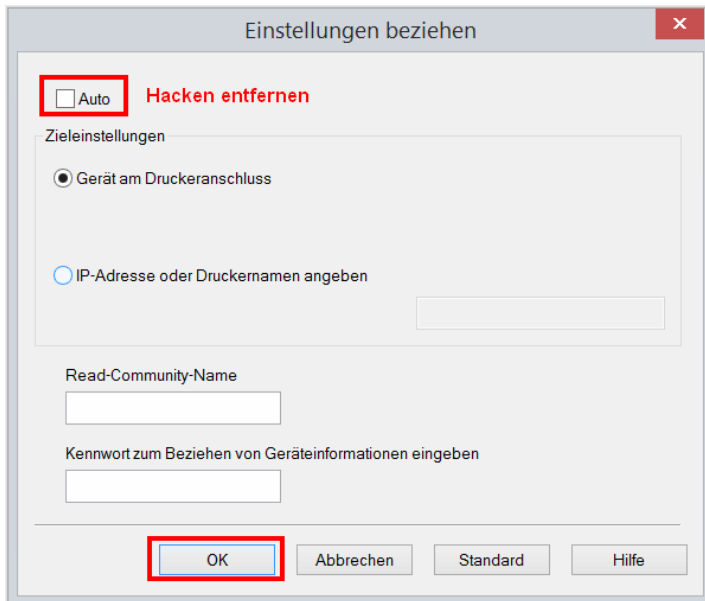 Einstellungen beziehen
Auto Hacken entfernen
Zieleinstellungen
Gerät am Druckeranschluss
IP-Adresse oder Druckernamen angeben
Read-Community-Name
Kennwort zum Beziehen von Geräteinformationen eingeben
OK Abbrechen Standard Hilfe